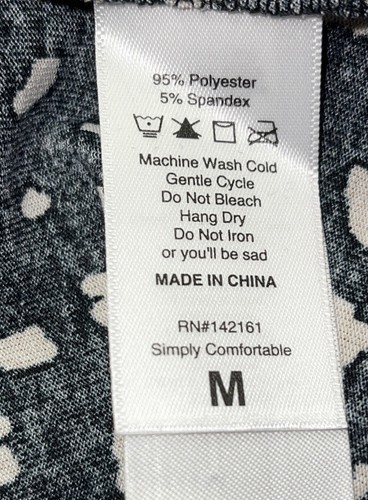 95% Polyester
5% Spandex
Machine Wash Cold
Gentle Cycle
Do Not Bleach
Hang Dry
Do Not Iron
or you'll be sad
MADE IN CHINA
RN#142161
Simply Comfortable
M